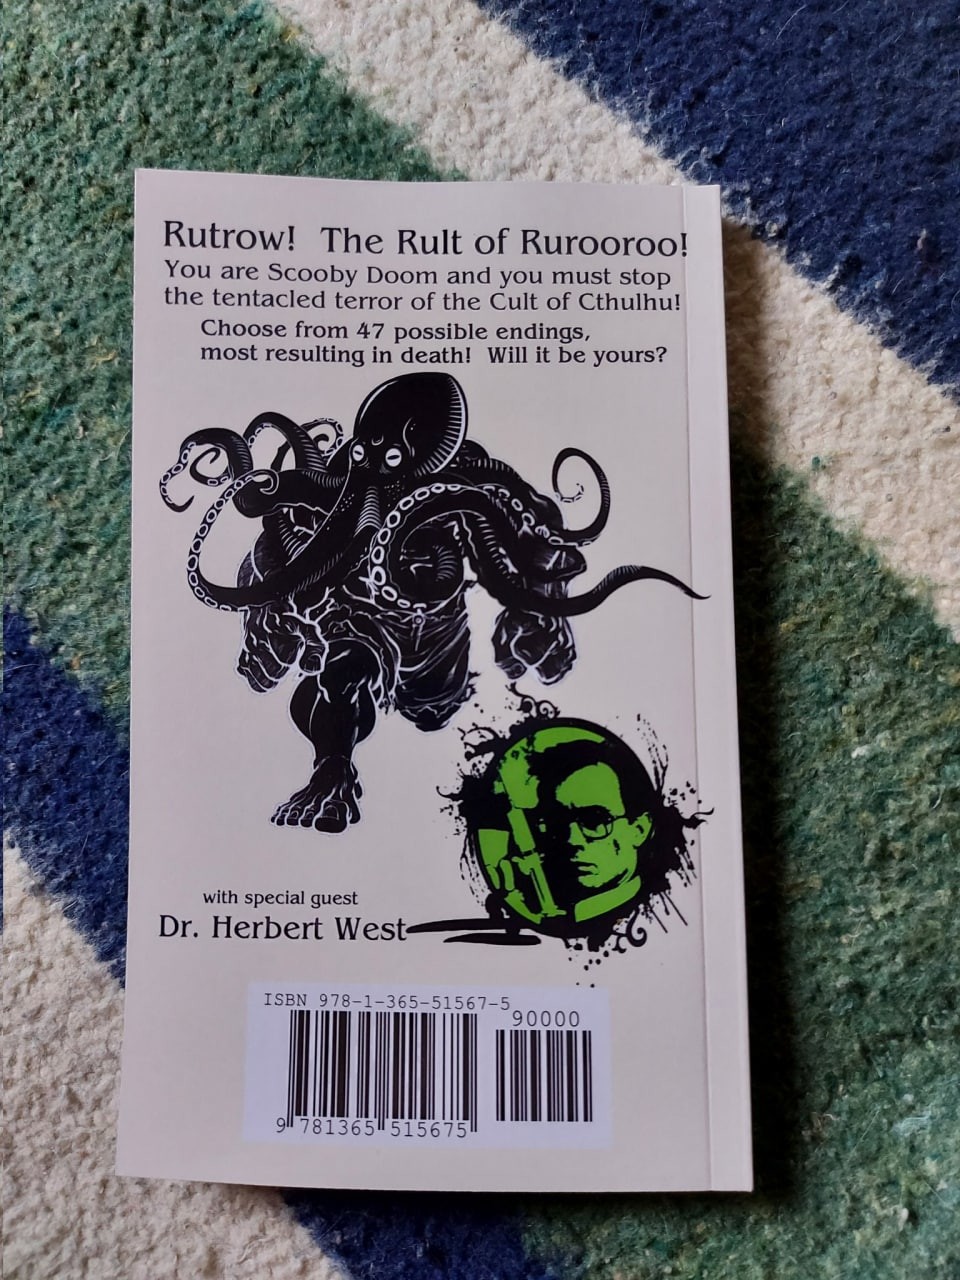 Rutrow! The Rult of Rurooroo!
You are Scooby Doom and you must stop
the tentacled terror of the Cult of Cthulhu!
Choose from 47 possible endings,
most resulting in death! Will it be yours?
with special guest
Dr. Herbert West
ISBN 978-1-365-51567-5
90000
9 781365 515675